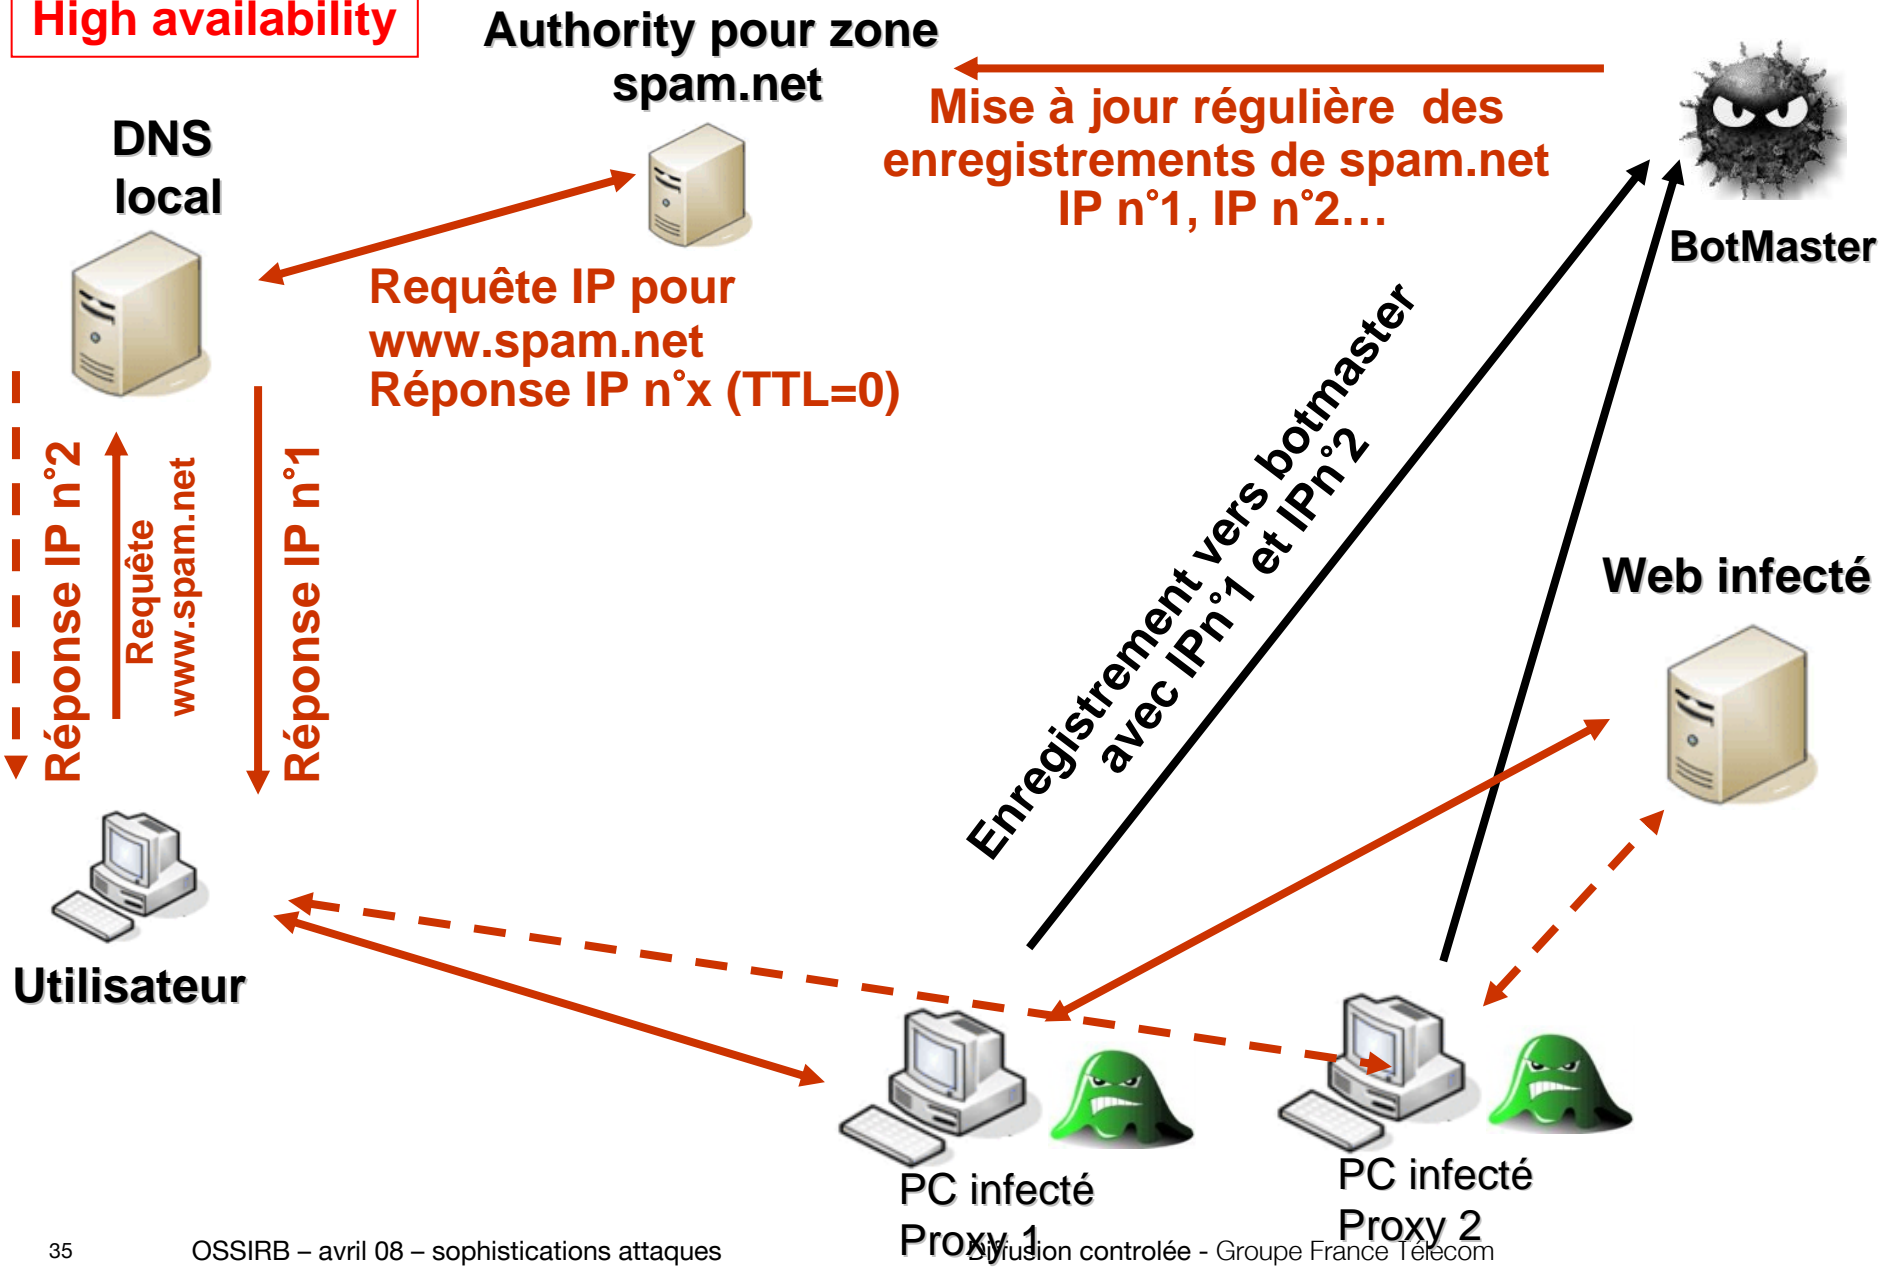 High availability
Authority pour zone
spam.net
Mise à jour régulière des
enregistrements de spam.net
IP n°1, IP n°2…
BotMaster
DNS
local
Requête IP pour
www.spam.net
Réponse IP n°x (TTL=0)
Réponse IP n°2
Requête
www.spam.net
Réponse IP n°1
Enregistrement vers botmaster
avec IPn°1 et IPn°2
Web infecté
Utilisateur
PC infecté
Proxy 1
PC infecté
Proxy 2
35
OSSIRB – avril 08 – sophistications attaques
Diffusion controlée - Groupe France Télécom